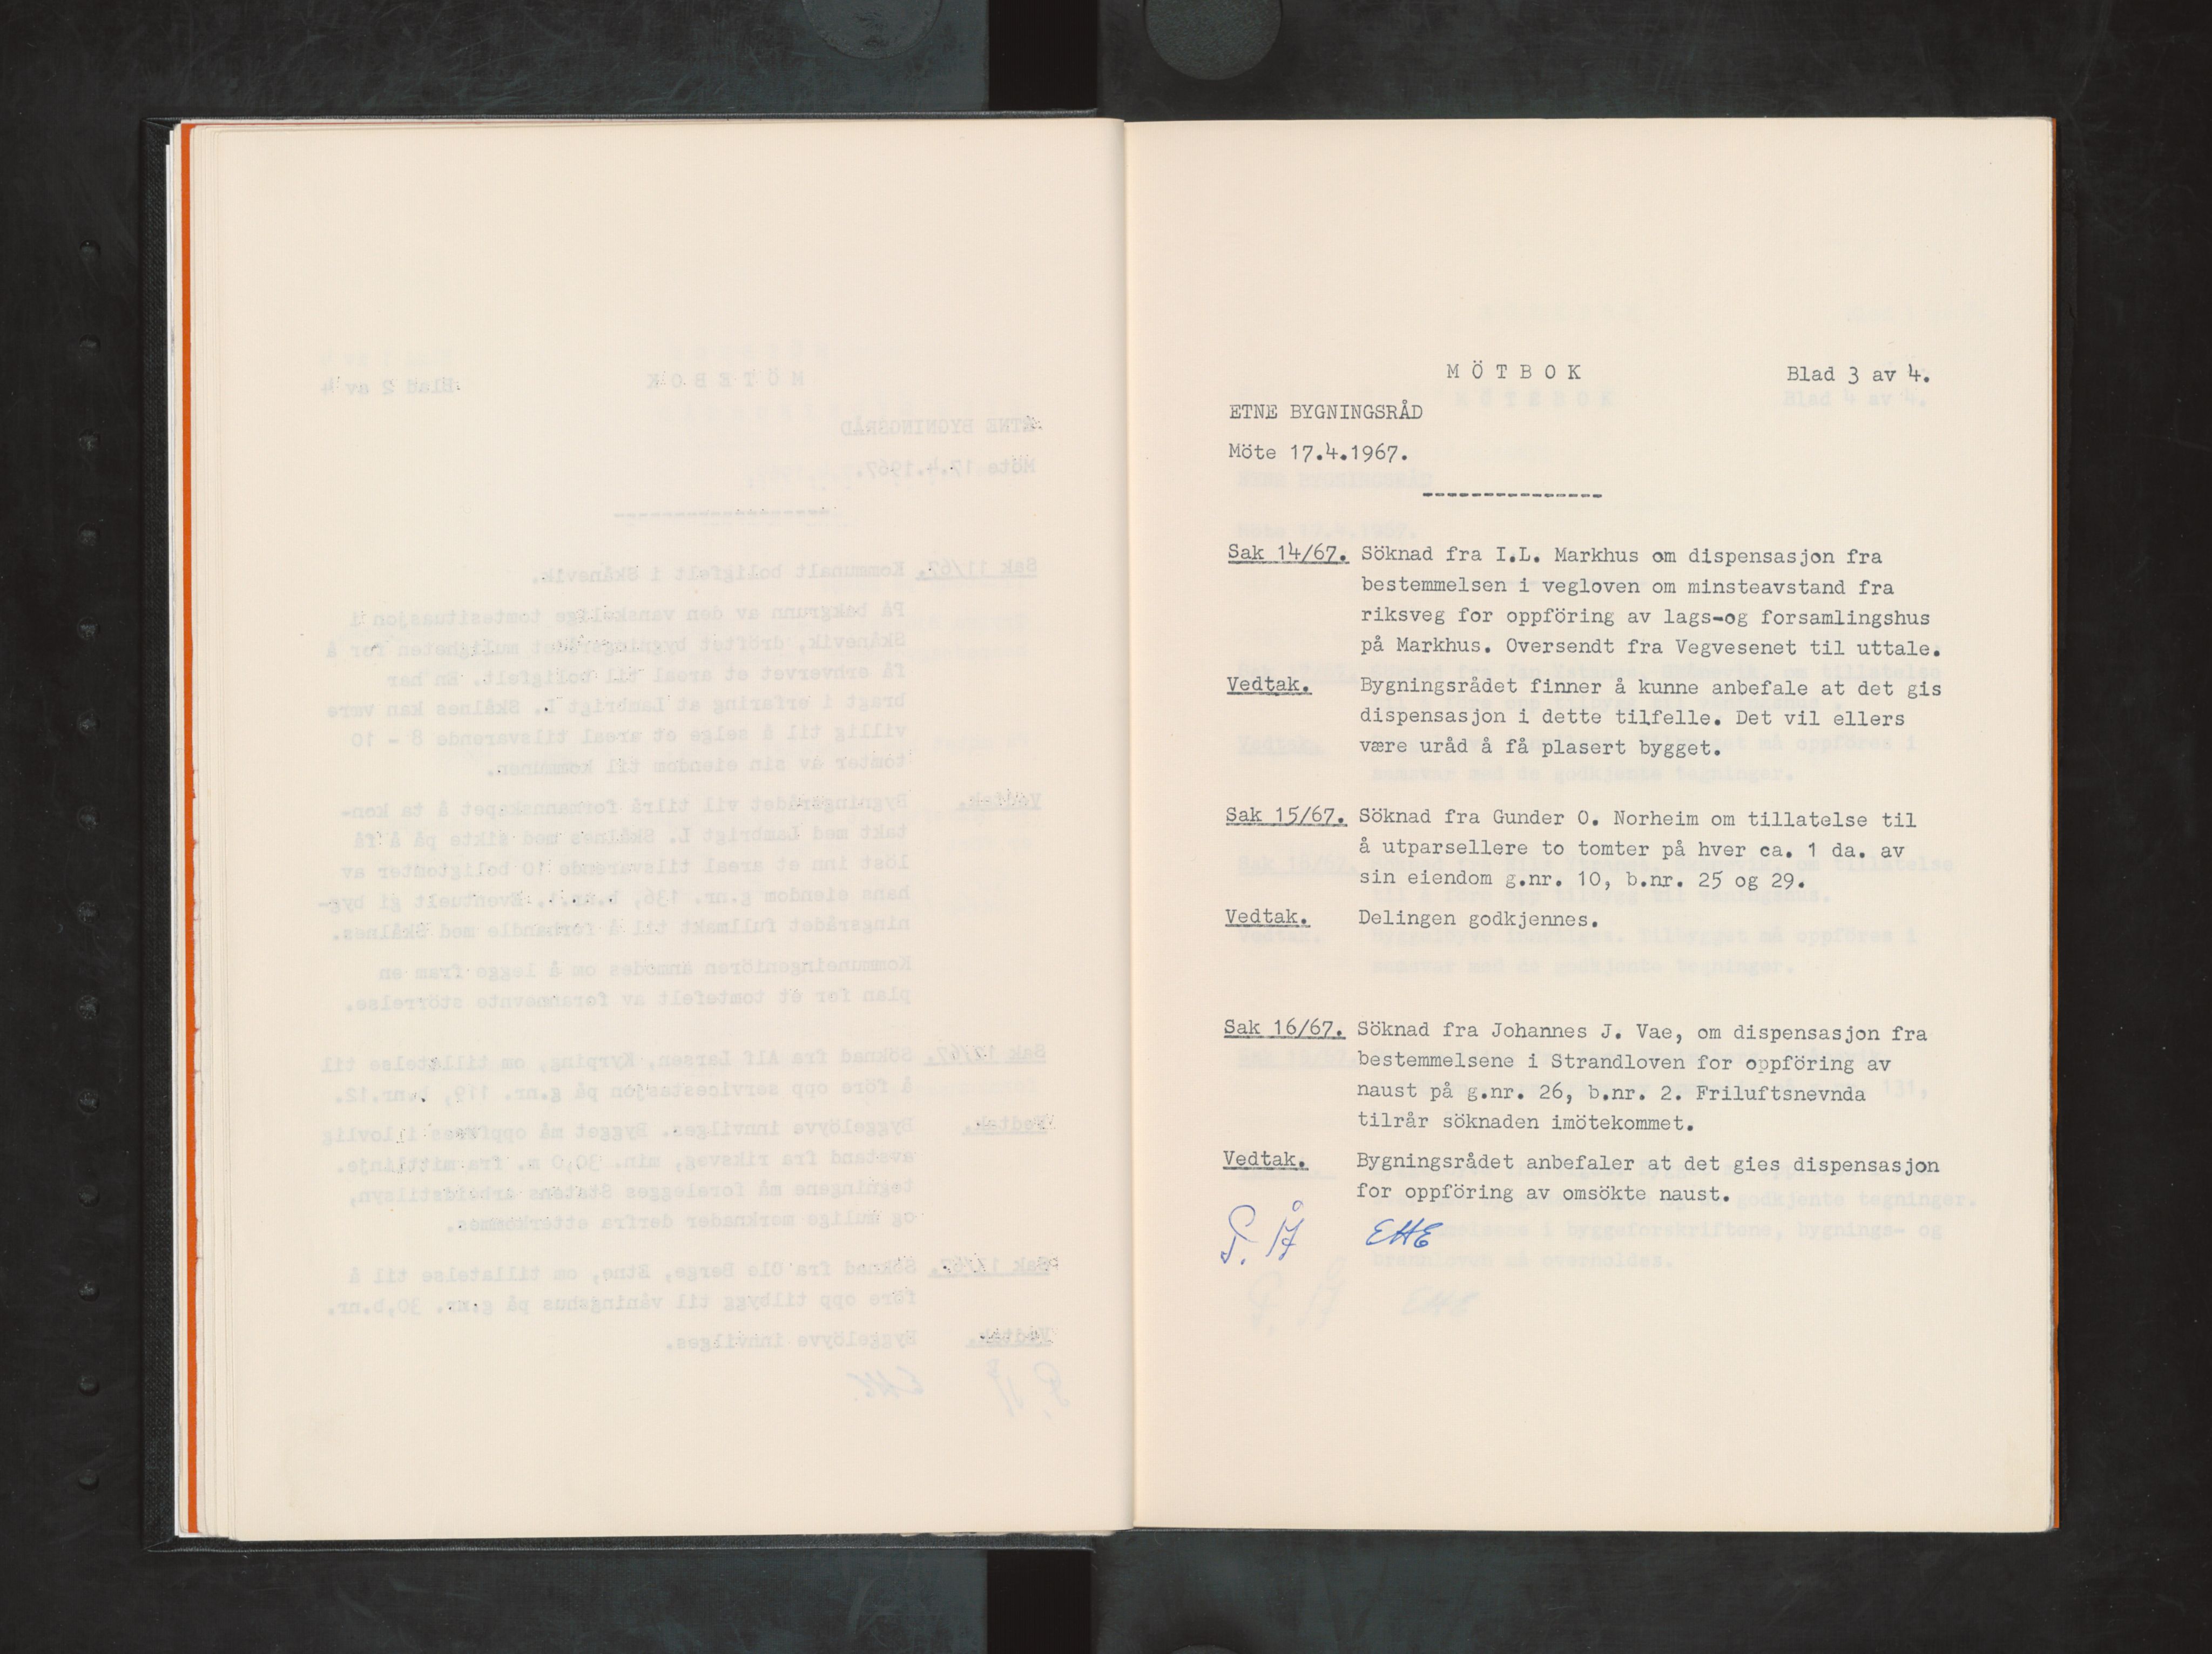 MÖTBOK
Blad 3 av 4.
ETNE BYGNINGSRÅD
Möte 17.4.1967.
-----------------
Sak 14/67. Söknad fra I.L. Markhus om dispensasjon fra
bestemmelsen i vegloven om minsteavstand fra
riksveg for oppföring av lags-og forsamlingshus
på Markhus. Oversendt fra Vegvesenet til uttale.
Vedtak. Bygningsrådet finner å kunne anbefale at det gis
dispensasjon i dette tilfelle. Det vil ellers
være uråd å få plasert bygget.
Sak 15/67. Söknad fra Gunder O. Norheim om tillatelse til
å utparsellere to tomter på hver ca. 1 da. av
sin eiendom g.nr. 10, b.nr. 25 og 29.
Vedtak. Delingen godkjennes.
Sak 16/67. Söknad fra Johannes J. Vae, om dispensasjon fra
bestemmelsene i Strandloven for oppföring av
naust på g.nr. 26, b.nr. 2. Friluftsnevnda
tilrår söknaden imötekommet.
Vedtak. Bygningsrådet anbefaler at det gies dispensasjon
for oppföring av omsökte naust.
EHE